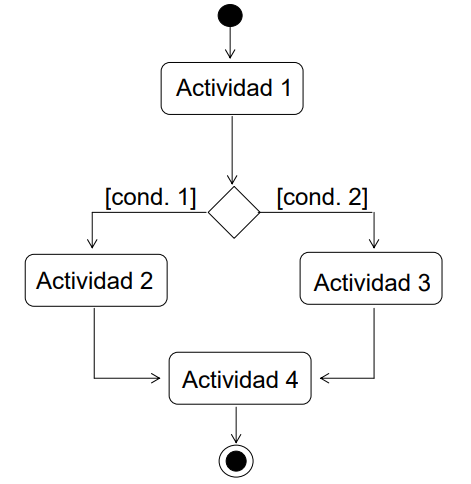 Actividad 1
[cond. 1]
[cond. 2]
Actividad 2
Actividad 3
Actividad 4